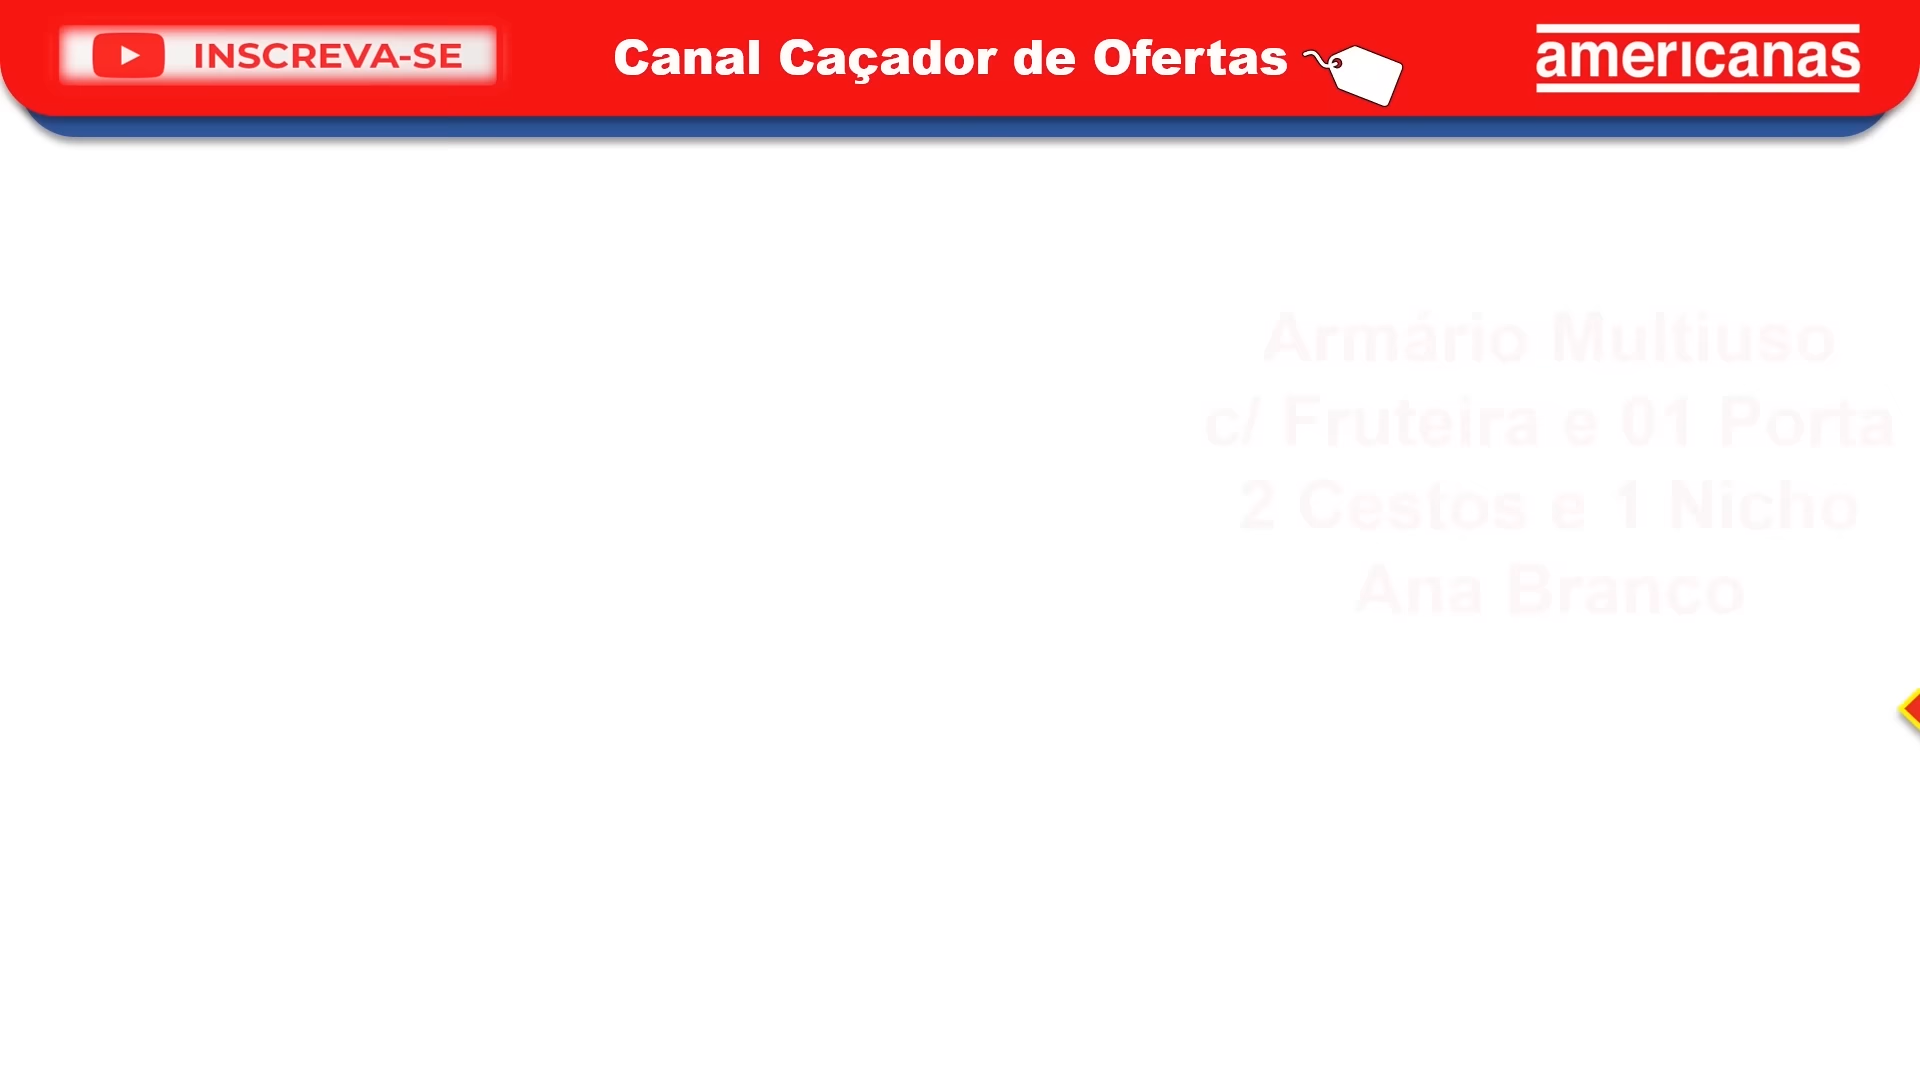 INSCREVA-SE
Canal Caçador de Ofertas
americanas
Armário Multiuso
c/ Fruteira e 01 Porta
2 Cestos e 1 Nicho
Ana Branco